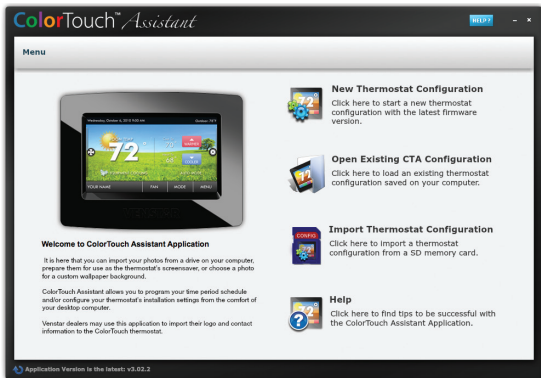 ColorTouch™ Assistant
HELP?
Menu
Wednesday, October 6, 2010 9:00 AM
72°
WARMER
COOLER
YOUR NAME
FAN
MODE
MENU
Welcome to ColorTouch Assistant Application
It is here that you can import your photos from a drive on your computer,
prepare them for use as the thermostat's screensaver, or choose a photo
for a custom wallpaper background.
ColorTouch Assistant allows you to program your time period schedule
and/or configure your thermostat's installation settings from the comfort of
your desktop computer.
Venstar dealers may use this application to import their logo and contact
information to the ColorTouch thermostat.
New Thermostat Configuration
Click here to start a new thermostat
configuration with the latest firmware
version.
Open Existing CTA Configuration
Click here to load an existing thermostat
configuration saved on your computer.
CONFIG
Import Thermostat Configuration
Click here to import a thermostat
configuration from a SD memory card.
Help
Click here to find tips to be successful with
the ColorTouch Assistant Application.
Application Version is the latest: v3.02.2